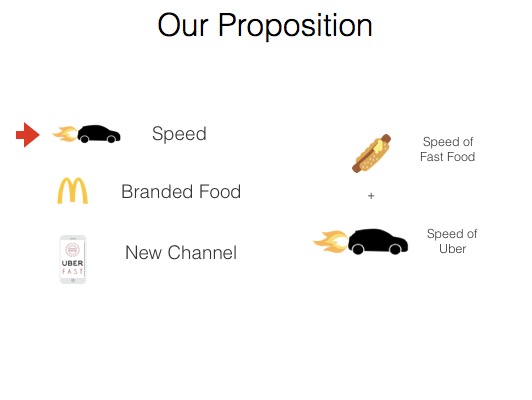 Our Proposition
Speed
Branded Food
UBER
FAST
New Channel
Speed of
Fast Food
+
Speed of
Uber